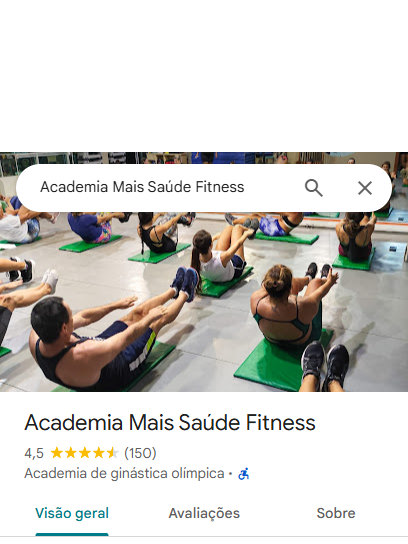 Academia Mais Saúde Fitness
Academia Mais Saúde Fitness
4,5 (150)
Academia de ginástica olímpica ·
Visão geral Avaliações Sobre